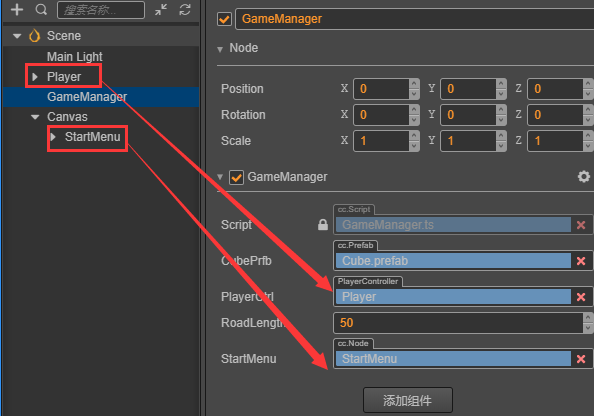 搜索名称...
Scene
Main Light
Player
GameManager
Canvas
StartMenu
GameManager
Node
Position X 0 Y 0 Z 0
Rotation X 0 Y 0 Z 0
Scale X 1 Y 1 Z 1
GameManager
cc.Script
Script GameManager.ts
cc.Prefab
CubePrfb Cube.prefab
PlayerController
PlayerCtrl Player
RoadLength 50
cc.Node
StartMenu StartMenu
添加组件